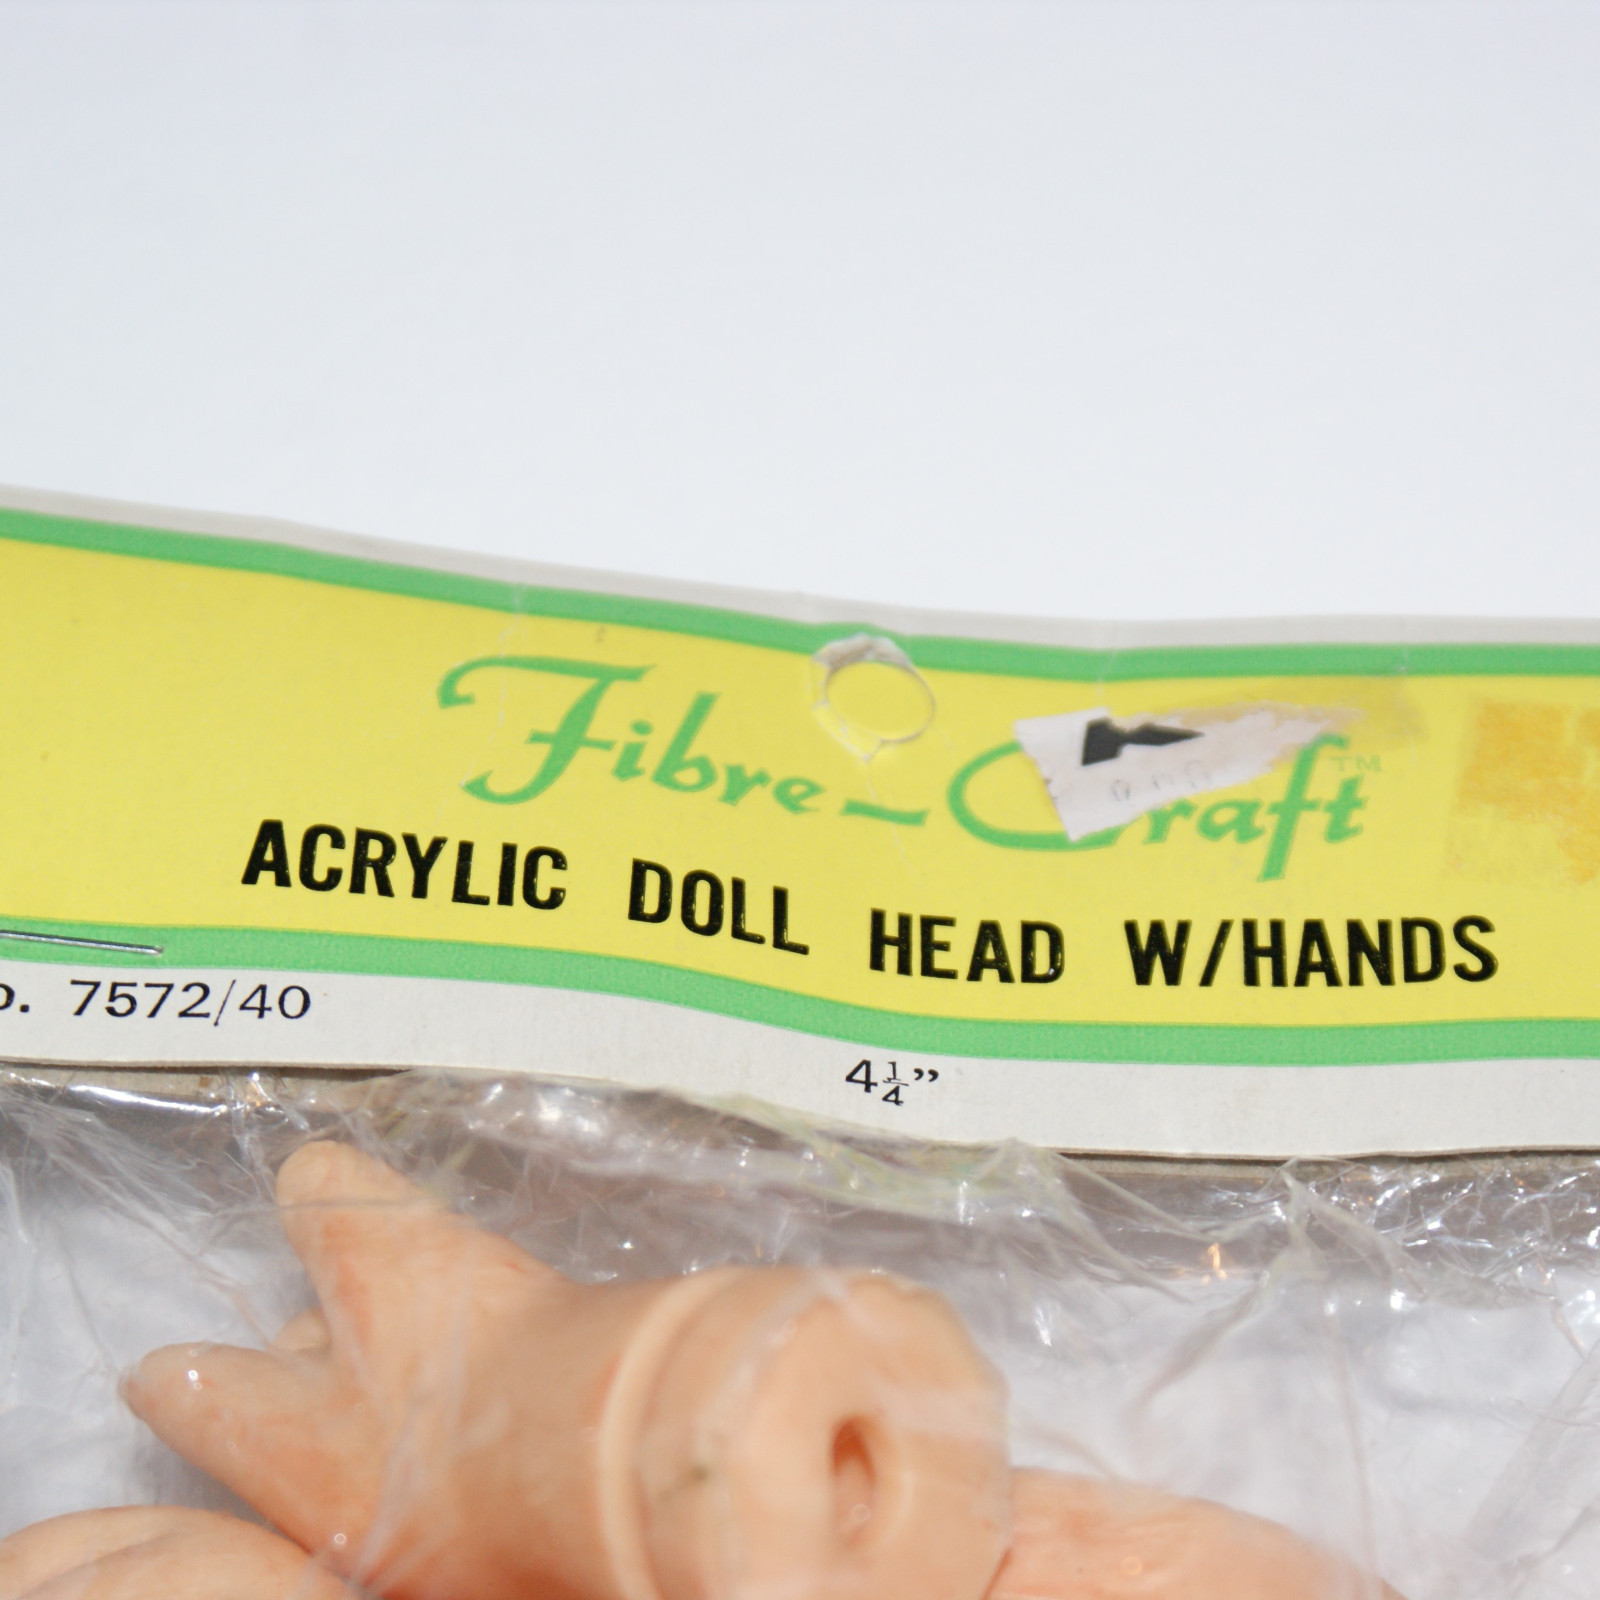 Fibre-Craft™
ACRYLIC DOLL HEAD W/HANDS
7572/40
4¼”